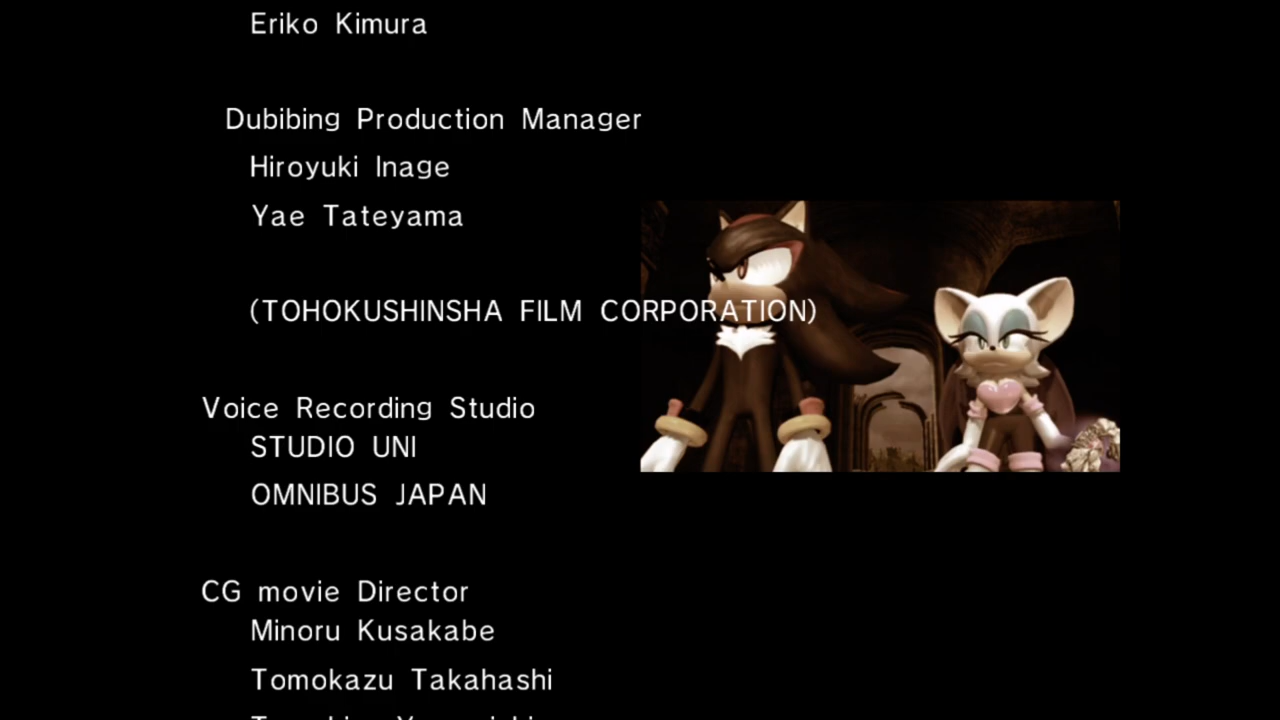 Eriko Kimura
Dubibing Production Manager
Hiroyuki Inage
Yae Tateyama
(TOHOKUSHINSHA FILM CORPORATION)
Voice Recording Studio
STUDIO UNI
OMNIBUS JAPAN
CG movie Director
Minoru Kusakabe
Tomokazu Takahashi